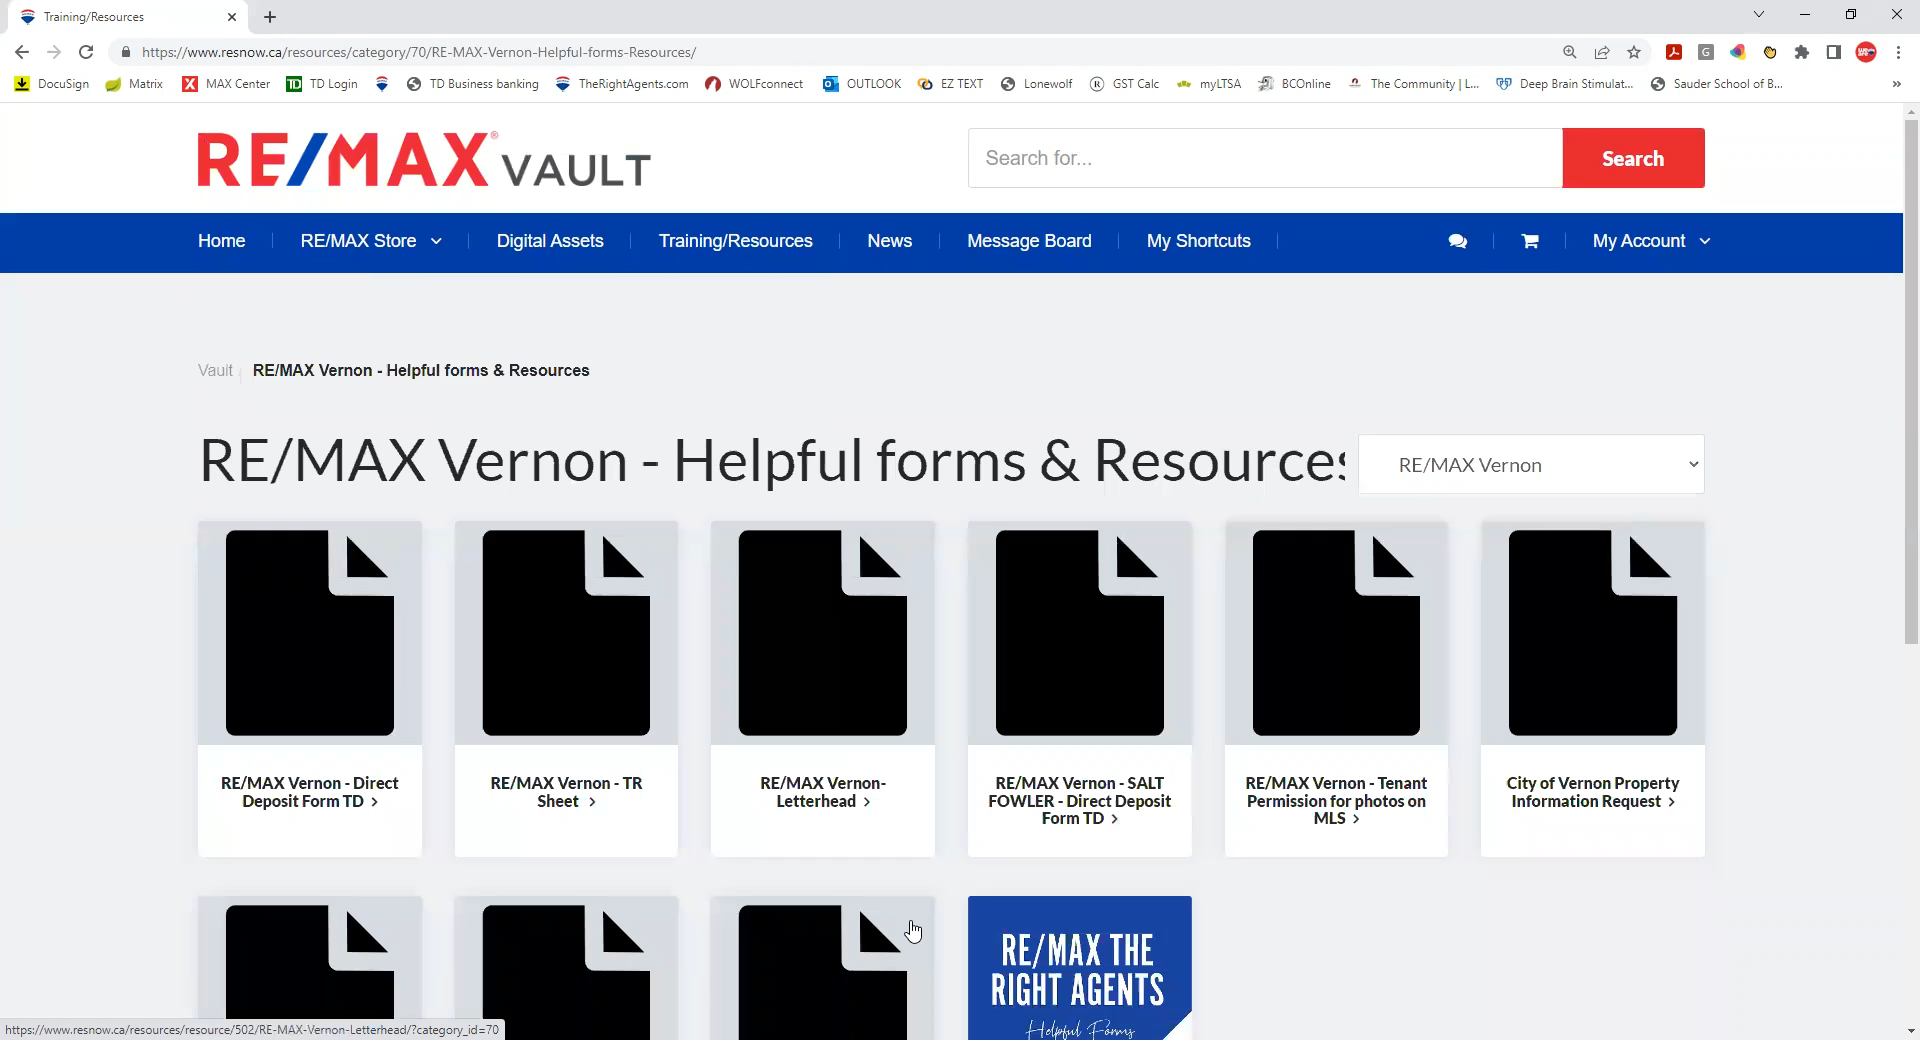 Training/Resources
https://www.resnow.ca/resources/category/70/RE-MAX-Vernon-Helpful-forms-Resources/
DocuSign Matrix MAX Center TD Login TD Business banking TheRightAgents.com WOLFconnect OUTLOOK EZ TEXT Lonewolf GST Calc myLTSA BCOnline The Community | L... Deep Brain Stimulat... Sauder School of B...
RE/MAX® VAULT
Search for...
Search
Home RE/MAX Store Digital Assets Training/Resources News Message Board My Shortcuts My Account
Vault RE/MAX Vernon - Helpful forms & Resources
RE/MAX Vernon - Helpful forms & Resources
RE/MAX Vernon
RE/MAX Vernon - Direct
Deposit Form TD >
RE/MAX Vernon - TR
Sheet >
RE/MAX Vernon-
Letterhead >
RE/MAX Vernon - SALT
FOWLER - Direct Deposit
Form TD >
RE/MAX Vernon - Tenant
Permission for photos on
MLS >
City of Vernon Property
Information Request >
RE/MAX THE
RIGHT AGENTS
Helpful Forms
https://www.resnow.ca/resources/resource/502/RE-MAX-Vernon-Letterhead/?category_id=70